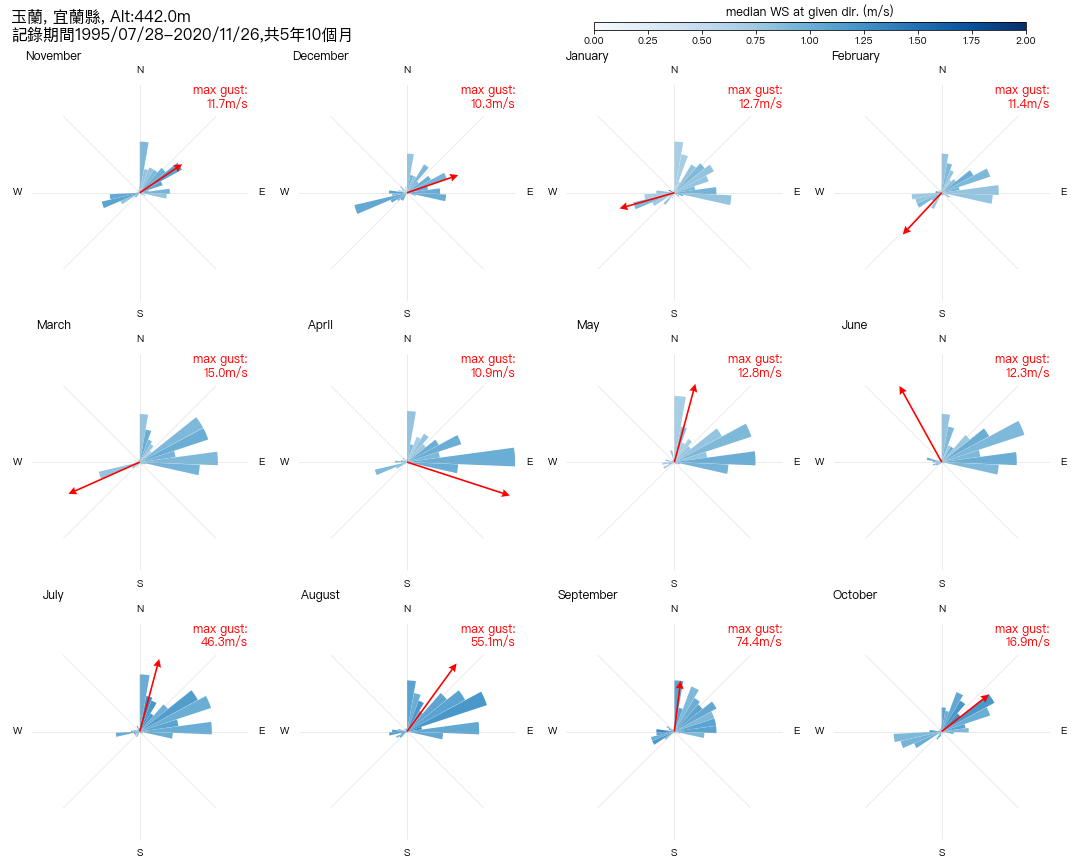 玉蘭, 宜蘭縣, Alt:442.0m
記錄期間1995/07/28-2020/11/26,共5年10個月
median WS at given dir. (m/s)
0.00 0.25 0.50 0.75 1.00 1.25 1.50 1.75 2.00
November
N
max gust:
11.7m/s
W
E
S
December
N
max gust:
10.3m/s
W
E
January
N
max gust:
12.7m/s
W
E
February
N
max gust:
11.4m/s
W
E
March
N
max gust:
15.0m/s
W
E
S
April
N
max gust:
10.9m/s
W
E
S
May
N
max gust:
12.8m/s
W
E
S
June
N
max gust:
12.3m/s
W
E
S
July
N
max gust:
46.3m/s
W
E
S
August
N
max gust:
55.1m/s
W
E
S
September
N
max gust:
74.4m/s
W
E
S
October
N
max gust:
16.9m/s
W
E
S